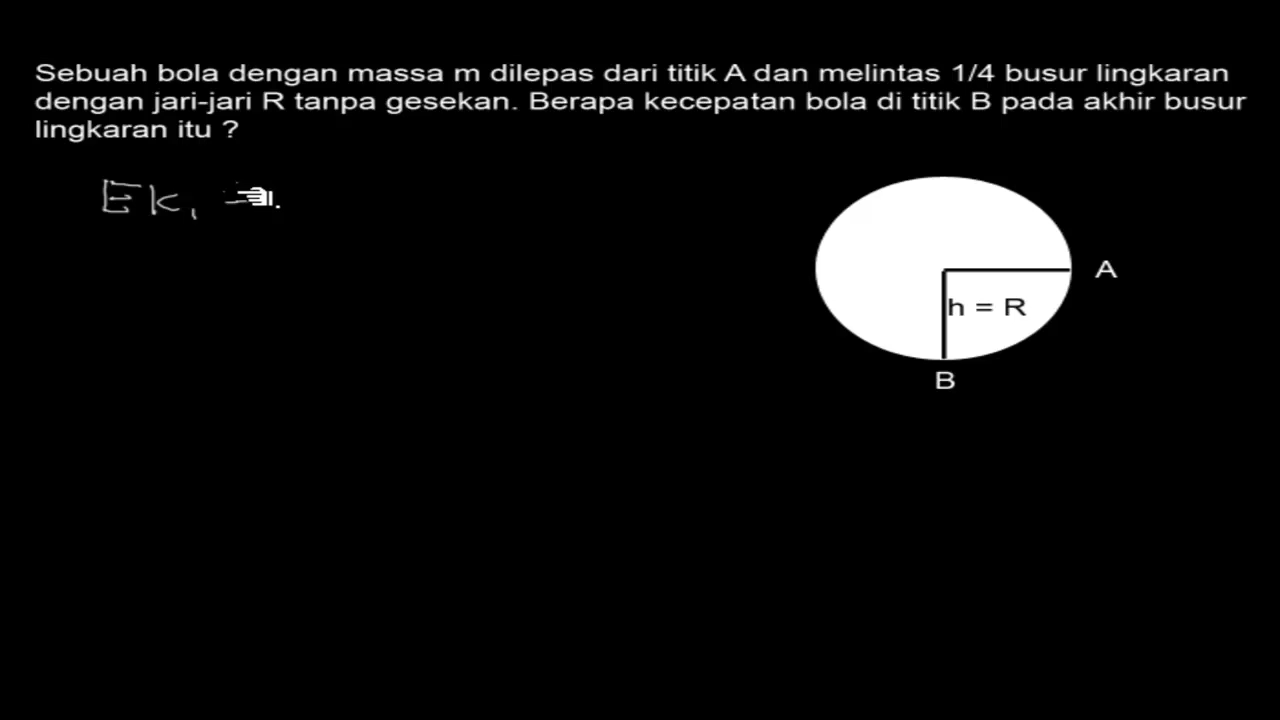 Sebuah bola dengan massa m dilepas dari titik A dan melintas 1/4 busur lingkaran
dengan jari-jari R tanpa gesekan. Berapa kecepatan bola di titik B pada akhir busur
lingkaran itu ?
Ek₁ =
A
h = R
B